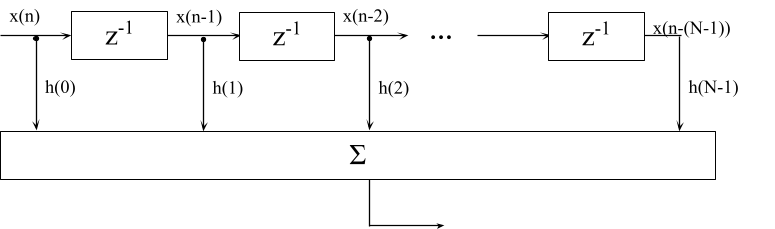 x(n) x(n-1) x(n-2) x(n-(N-1))
z-1 z-1 ... z-1
h(0) h(1) h(2) h(N-1)
Σ